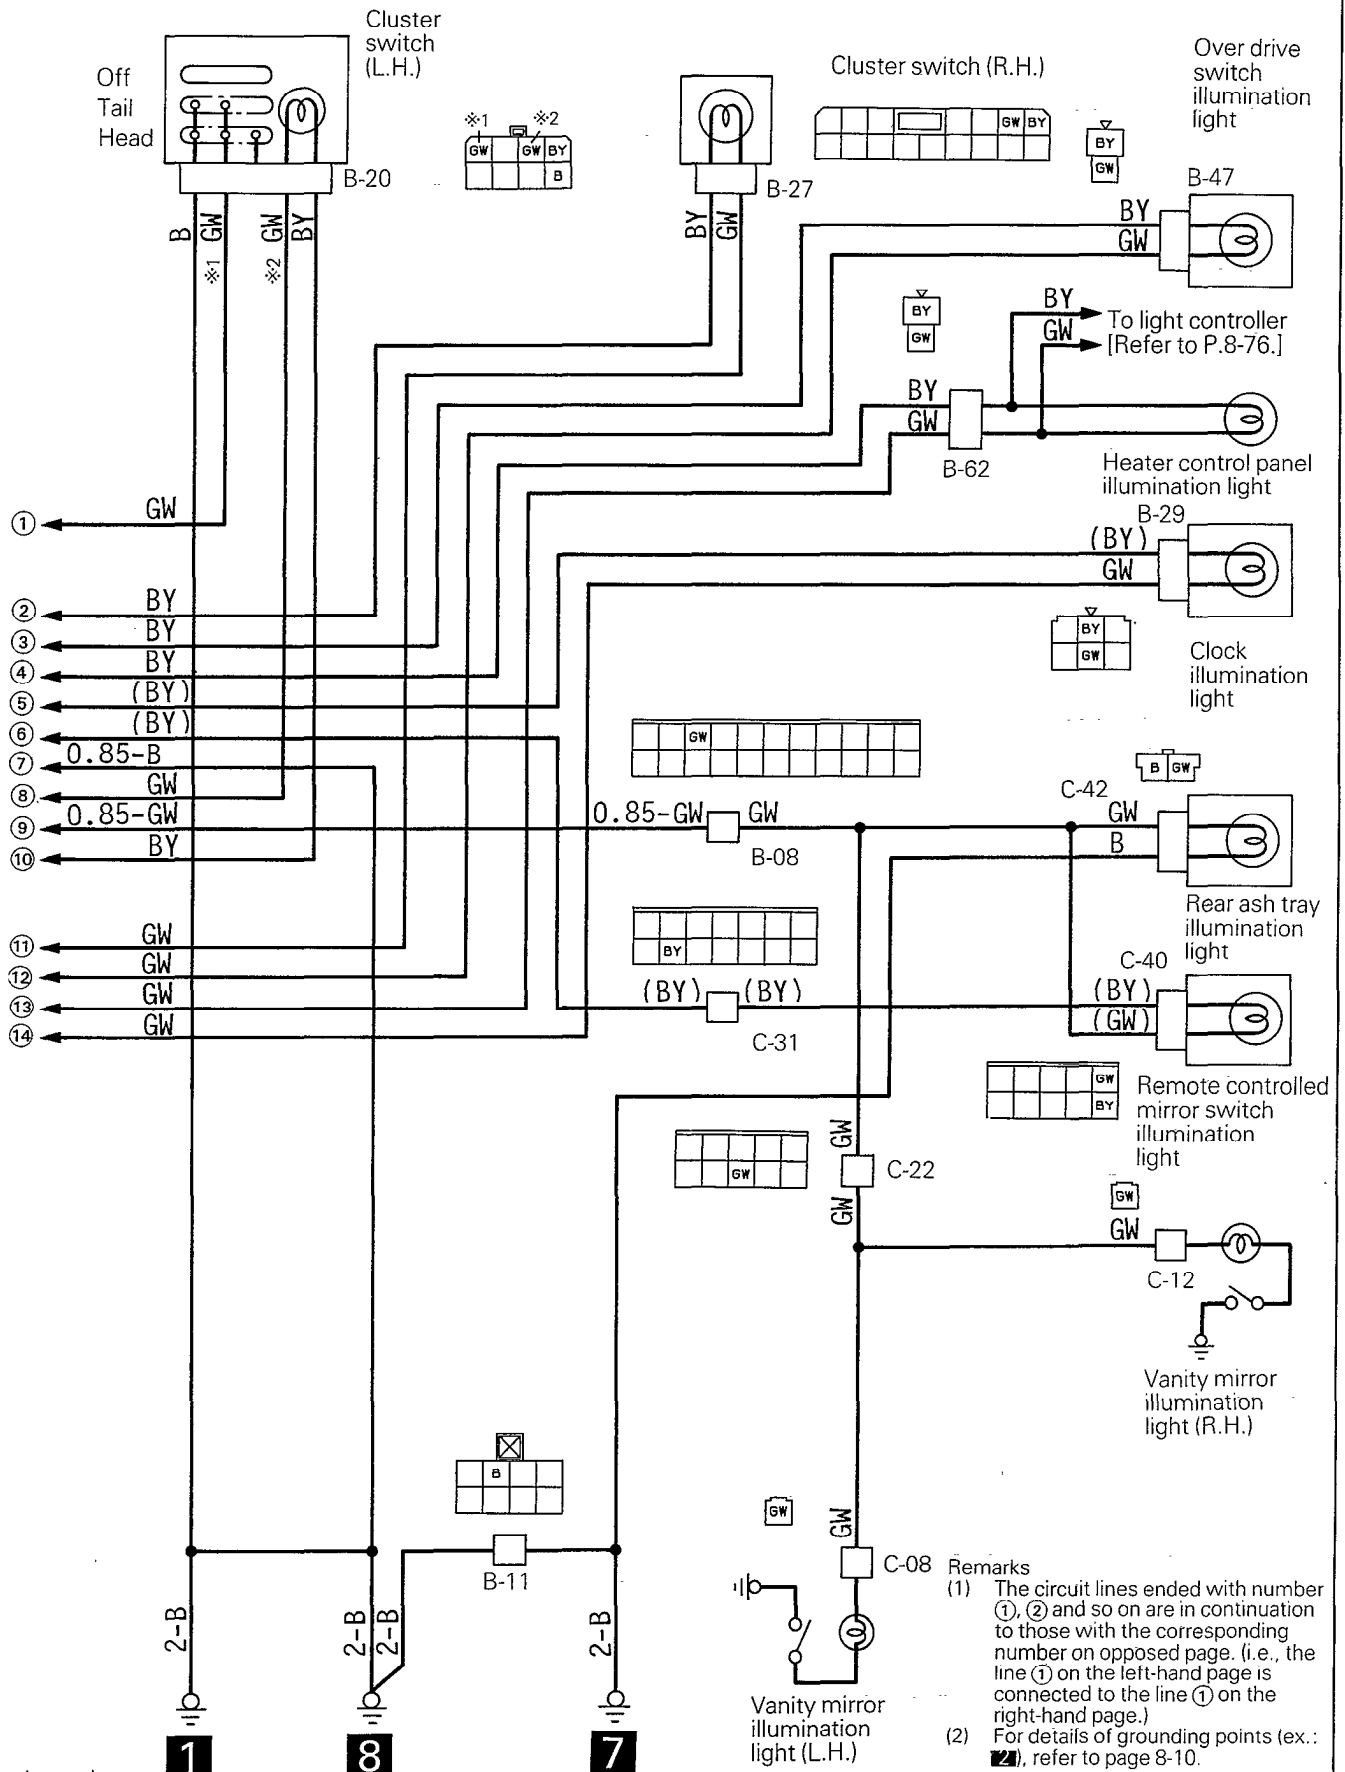 Cluster
switch
(L.H.)
Off
Tail
Head
B-20
※1
※2
GW
GW
BY
B
Cluster switch (R.H.)
B-27
GW
BY
BY
GW
Over drive
switch
illumination
light
B-47
B
GW
※1
GW
※2
BY
BY
GW
BY
GW
BY
GW
BY
GW
To light controller
[Refer to P.8-76.]
BY
GW
B-62
Heater control panel
illumination light
① GW
B-29
(BY)
GW
BY
GW
Clock
illumination
light
② BY
③ BY
④ BY
⑤ (BY)
⑥ (BY)
⑦ 0.85-B
⑧ GW
⑨ 0.85-GW
⑩ BY
GW
0.85-GW
GW
B-08
B
GW
C-42
GW
B
Rear ash tray
illumination
light
⑪ GW
⑫ GW
⑬ GW
⑭ GW
BY
(BY)
(BY)
C-31
C-40
(BY)
(GW)
GW
BY
Remote controlled
mirror switch
illumination
light
GW
GW
C-22
GW
GW
GW
C-12
Vanity mirror
illumination
light (R.H.)
B
B-11
GW
GW
C-08
2-B
2-B
2-B
2-B
1
8
7
Vanity mirror
illumination
light (L.H.)
Remarks
(1) The circuit lines ended with number
①, ② and so on are in continuation
to those with the corresponding
number on opposed page. (i.e., the
line ① on the left-hand page is
connected to the line ① on the
right-hand page.)
(2) For details of grounding points (ex.:
2), refer to page 8-10.